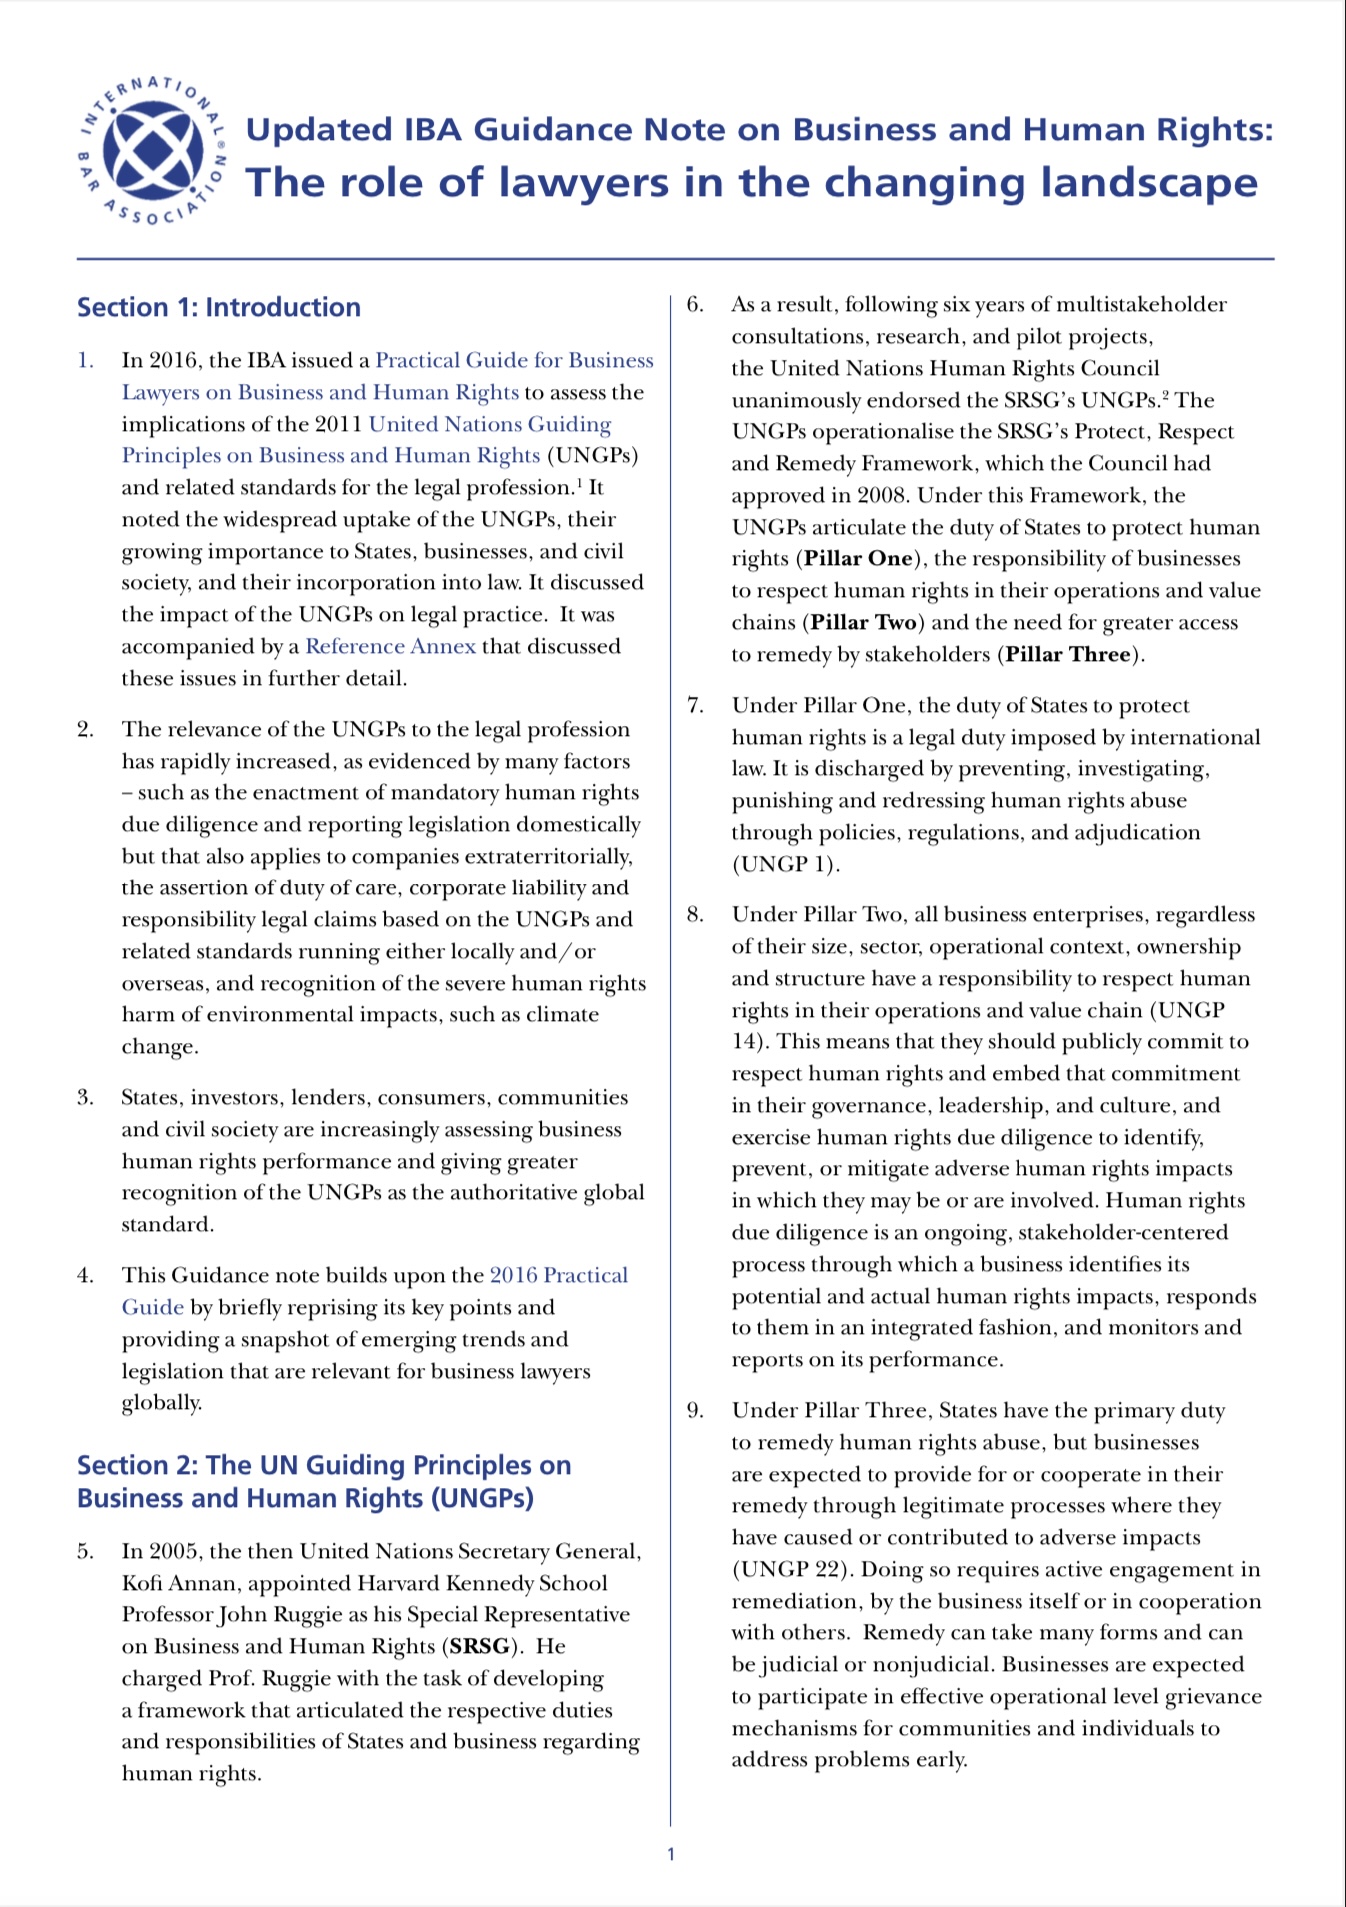 INTERNATIONAL® BAR ASSOCIATION
Updated IBA Guidance Note on Business and Human Rights:
The role of lawyers in the changing landscape
Section 1: Introduction
1. In 2016, the IBA issued a Practical Guide for Business
Lawyers on Business and Human Rights to assess the
implications of the 2011 United Nations Guiding
Principles on Business and Human Rights (UNGPs)
and related standards for the legal profession.¹ It
noted the widespread uptake of the UNGPs, their
growing importance to States, businesses, and civil
society, and their incorporation into law. It discussed
the impact of the UNGPs on legal practice. It was
accompanied by a Reference Annex that discussed
these issues in further detail.
2. The relevance of the UNGPs to the legal profession
has rapidly increased, as evidenced by many factors
– such as the enactment of mandatory human rights
due diligence and reporting legislation domestically
but that also applies to companies extraterritorially,
the assertion of duty of care, corporate liability and
responsibility legal claims based on the UNGPs and
related standards running either locally and/or
overseas, and recognition of the severe human rights
harm of environmental impacts, such as climate
change.
3. States, investors, lenders, consumers, communities
and civil society are increasingly assessing business
human rights performance and giving greater
recognition of the UNGPs as the authoritative global
standard.
4. This Guidance note builds upon the 2016 Practical
Guide by briefly reprising its key points and
providing a snapshot of emerging trends and
legislation that are relevant for business lawyers
globally.
Section 2: The UN Guiding Principles on
Business and Human Rights (UNGPs)
5. In 2005, the then United Nations Secretary General,
Kofi Annan, appointed Harvard Kennedy School
Professor John Ruggie as his Special Representative
on Business and Human Rights (SRSG). He
charged Prof. Ruggie with the task of developing
a framework that articulated the respective duties
and responsibilities of States and business regarding
human rights.
6. As a result, following six years of multistakeholder
consultations, research, and pilot projects,
the United Nations Human Rights Council
unanimously endorsed the SRSG’s UNGPs.² The
UNGPs operationalise the SRSG’s Protect, Respect
and Remedy Framework, which the Council had
approved in 2008. Under this Framework, the
UNGPs articulate the duty of States to protect human
rights (Pillar One), the responsibility of businesses
to respect human rights in their operations and value
chains (Pillar Two) and the need for greater access
to remedy by stakeholders (Pillar Three).
7. Under Pillar One, the duty of States to protect
human rights is a legal duty imposed by international
law. It is discharged by preventing, investigating,
punishing and redressing human rights abuse
through policies, regulations, and adjudication
(UNGP 1).
8. Under Pillar Two, all business enterprises, regardless
of their size, sector, operational context, ownership
and structure have a responsibility to respect human
rights in their operations and value chain (UNGP
14). This means that they should publicly commit to
respect human rights and embed that commitment
in their governance, leadership, and culture, and
exercise human rights due diligence to identify,
prevent, or mitigate adverse human rights impacts
in which they may be or are involved. Human rights
due diligence is an ongoing, stakeholder-centered
process through which a business identifies its
potential and actual human rights impacts, responds
to them in an integrated fashion, and monitors and
reports on its performance.
9. Under Pillar Three, States have the primary duty
to remedy human rights abuse, but businesses
are expected to provide for or cooperate in their
remedy through legitimate processes where they
have caused or contributed to adverse impacts
(UNGP 22). Doing so requires active engagement in
remediation, by the business itself or in cooperation
with others. Remedy can take many forms and can
be judicial or nonjudicial. Businesses are expected
to participate in effective operational level grievance
mechanisms for communities and individuals to
address problems early.
1